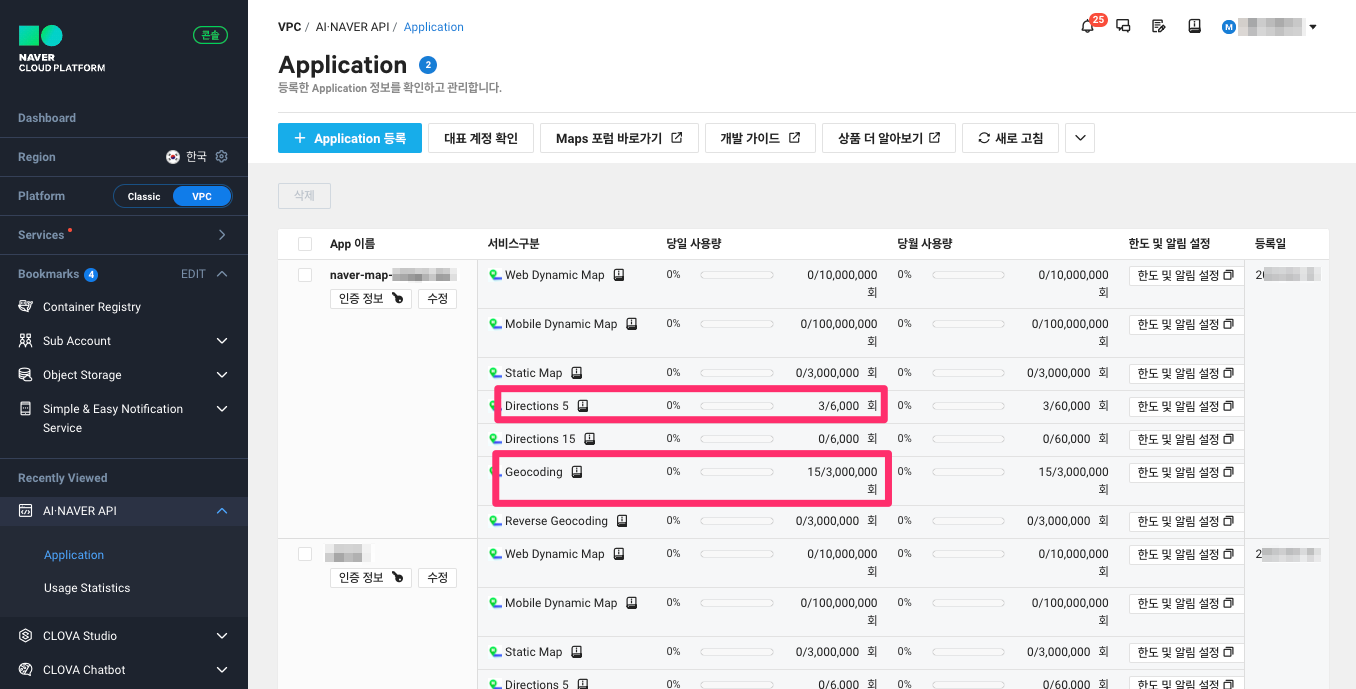 NAVER
CLOUD PLATFORM
콘솔
Dashboard
Region 한국
Platform Classic VPC
Services
Bookmarks 4 EDIT
Container Registry
Sub Account
Object Storage
Simple & Easy Notification
Service
Recently Viewed
AI·NAVER API
Application
Usage Statistics
CLOVA Studio
CLOVA Chatbot
VPC / AI·NAVER API / Application
25
M
Application 2
등록한 Application 정보를 확인하고 관리합니다.
+ Application 등록 대표 계정 확인 Maps 포럼 바로가기 개발 가이드 상품 더 알아보기 새로 고침
삭제
App 이름 서비스구분 당일 사용량 당월 사용량 한도 및 알림 설정 등록일
naver-map-
인증 정보 수정
Web Dynamic Map 0% 0/10,000,000 회 0% 0/10,000,000 회 한도 및 알림 설정 2
Mobile Dynamic Map 0% 0/100,000,000 회 0% 0/100,000,000 회 한도 및 알림 설정
Static Map 0% 0/3,000,000 회 0% 0/3,000,000 회 한도 및 알림 설정
Directions 5 0% 3/6,000 회 0% 3/60,000 회 한도 및 알림 설정
Directions 15 0% 0/6,000 회 0% 0/60,000 회 한도 및 알림 설정
Geocoding 0% 15/3,000,000 회 0% 15/3,000,000 회 한도 및 알림 설정
Reverse Geocoding 0% 0/3,000,000 회 0% 0/3,000,000 회 한도 및 알림 설정
인증 정보 수정
Web Dynamic Map 0% 0/10,000,000 회 0% 0/10,000,000 회 한도 및 알림 설정 2
Mobile Dynamic Map 0% 0/100,000,000 회 0% 0/100,000,000 회 한도 및 알림 설정
Static Map 0% 0/3,000,000 회 0% 0/3,000,000 회 한도 및 알림 설정
Directions 5 0% 0/6,000 회 0% 0/60,000 회 한도 및 알림 설정